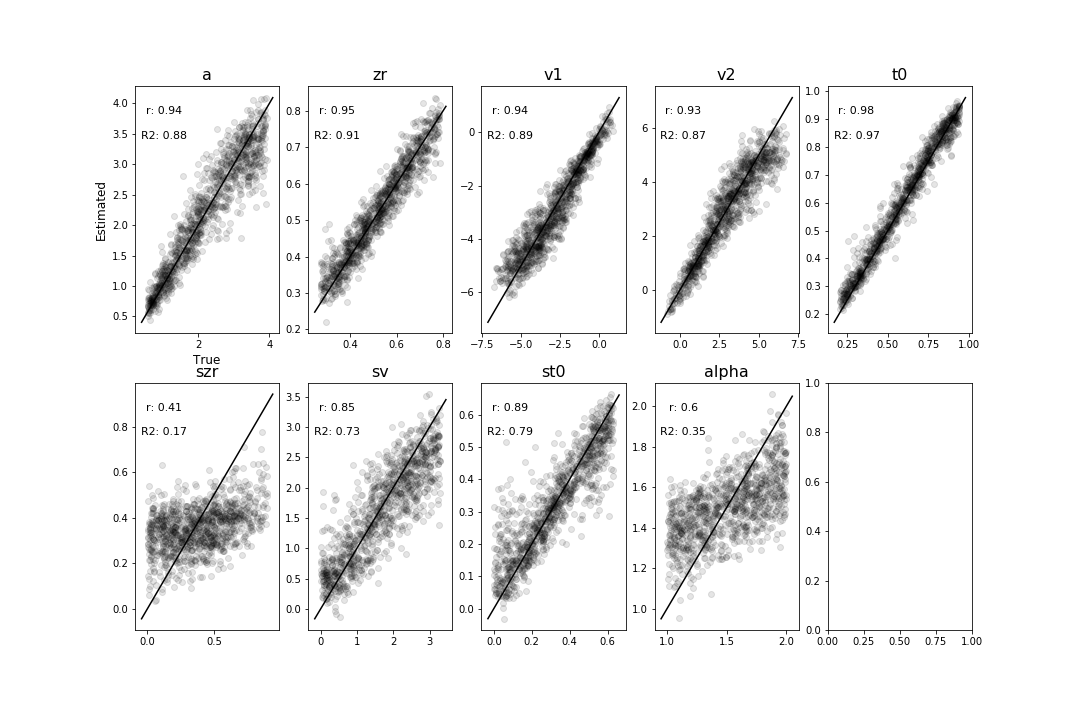 a
r: 0.94
R2: 0.88
4.0
3.5
3.0
2.5
2.0
1.5
1.0
0.5
Estimated
2 4
True
zr
r: 0.95
R2: 0.91
0.8
0.7
0.6
0.5
0.4
0.3
0.2
0.4 0.6 0.8
v1
r: 0.94
R2: 0.89
0
−2
−4
−6
−7.5 −5.0 −2.5 0.0
v2
r: 0.93
R2: 0.87
6
4
2
0
0.0 2.5 5.0 7.5
t0
r: 0.98
R2: 0.97
1.0
0.9
0.8
0.7
0.6
0.5
0.4
0.3
0.2
0.25 0.50 0.75 1.00
szr
r: 0.41
R2: 0.17
0.8
0.6
0.4
0.2
0.0
0.0 0.5
sv
r: 0.85
R2: 0.73
3.5
3.0
2.5
2.0
1.5
1.0
0.5
0.0
0 1 2 3
st0
r: 0.89
R2: 0.79
0.6
0.5
0.4
0.3
0.2
0.1
0.0
0.0 0.2 0.4 0.6
alpha
r: 0.6
R2: 0.35
2.0
1.8
1.6
1.4
1.2
1.0
1.0 1.5 2.0
1.0
0.8
0.6
0.4
0.2
0.0
0.00 0.25 0.50 0.75 1.00